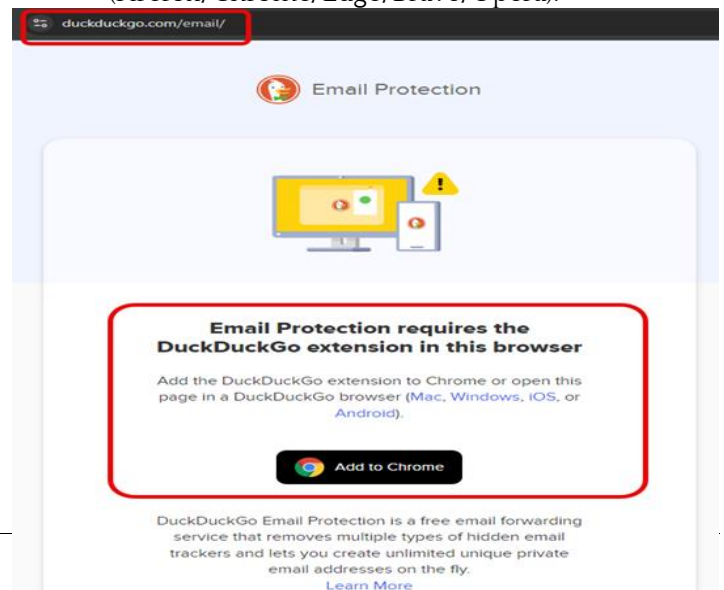 duckduckgo.com/email/
Email Protection
Email Protection requires the
DuckDuckGo extension in this browser
Add the DuckDuckGo extension to Chrome or open this
page in a DuckDuckGo browser (Mac, Windows, iOS, or
Android).
Add to Chrome
DuckDuckGo Email Protection is a free email forwarding
service that removes multiple types of hidden email
trackers and lets you create unlimited unique private
email addresses on the fly.
Learn More